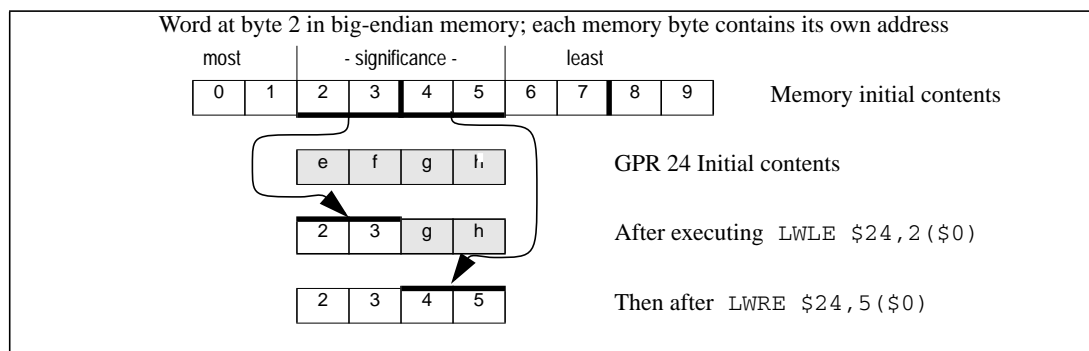 Word at byte 2 in big-endian memory; each memory byte contains its own address
most - significance - least
0 1 2 3 4 5 6 7 8 9 Memory initial contents
e f g h GPR 24 Initial contents
2 3 g h After executing LWLE $24,2($0)
2 3 4 5 Then after LWRE $24,5($0)